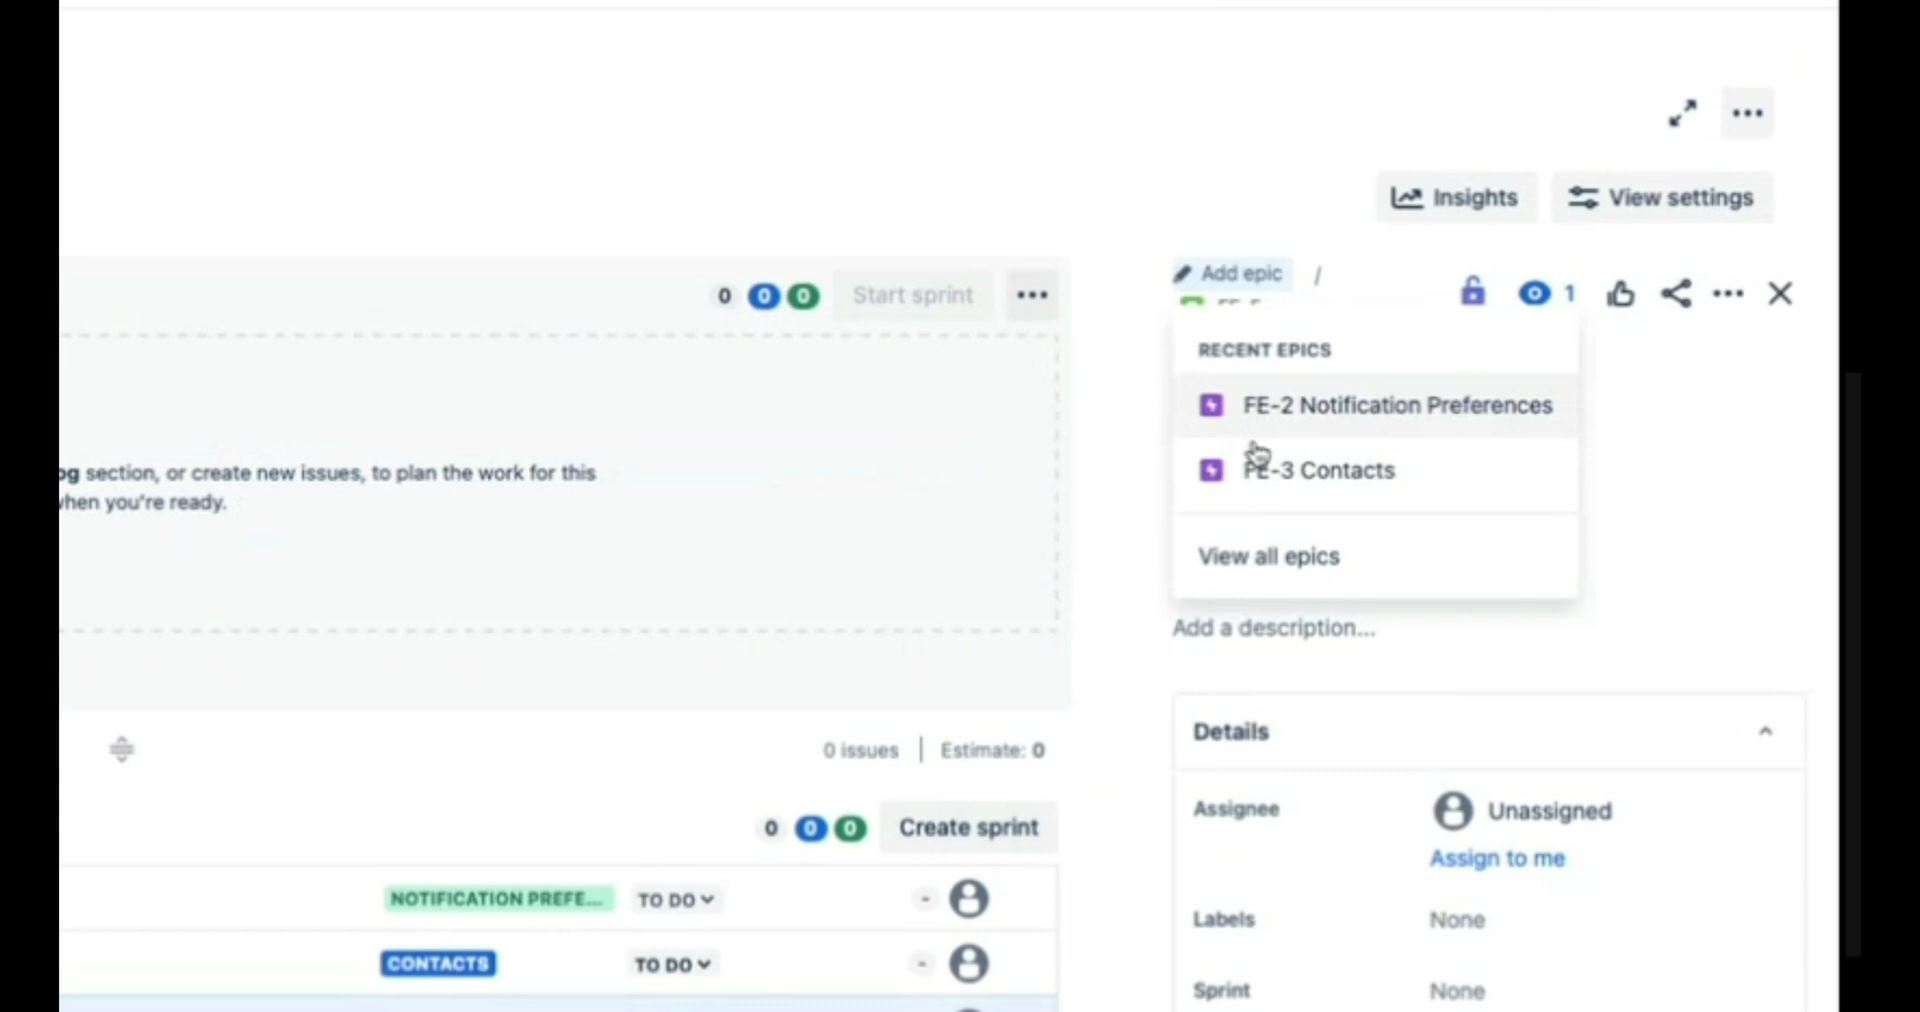 Insights
View settings
0 0 0 Start sprint
Add epic /
1
RECENT EPICS
FE-2 Notification Preferences
FE-3 Contacts
View all epics
og section, or create new issues, to plan the work for this
when you're ready.
Add a description...
0 issues | Estimate: 0
0 0 0 Create sprint
NOTIFICATION PREFE... TO DO -
CONTACTS TO DO -
Details
Assignee Unassigned
Assign to me
Labels None
Sprint None